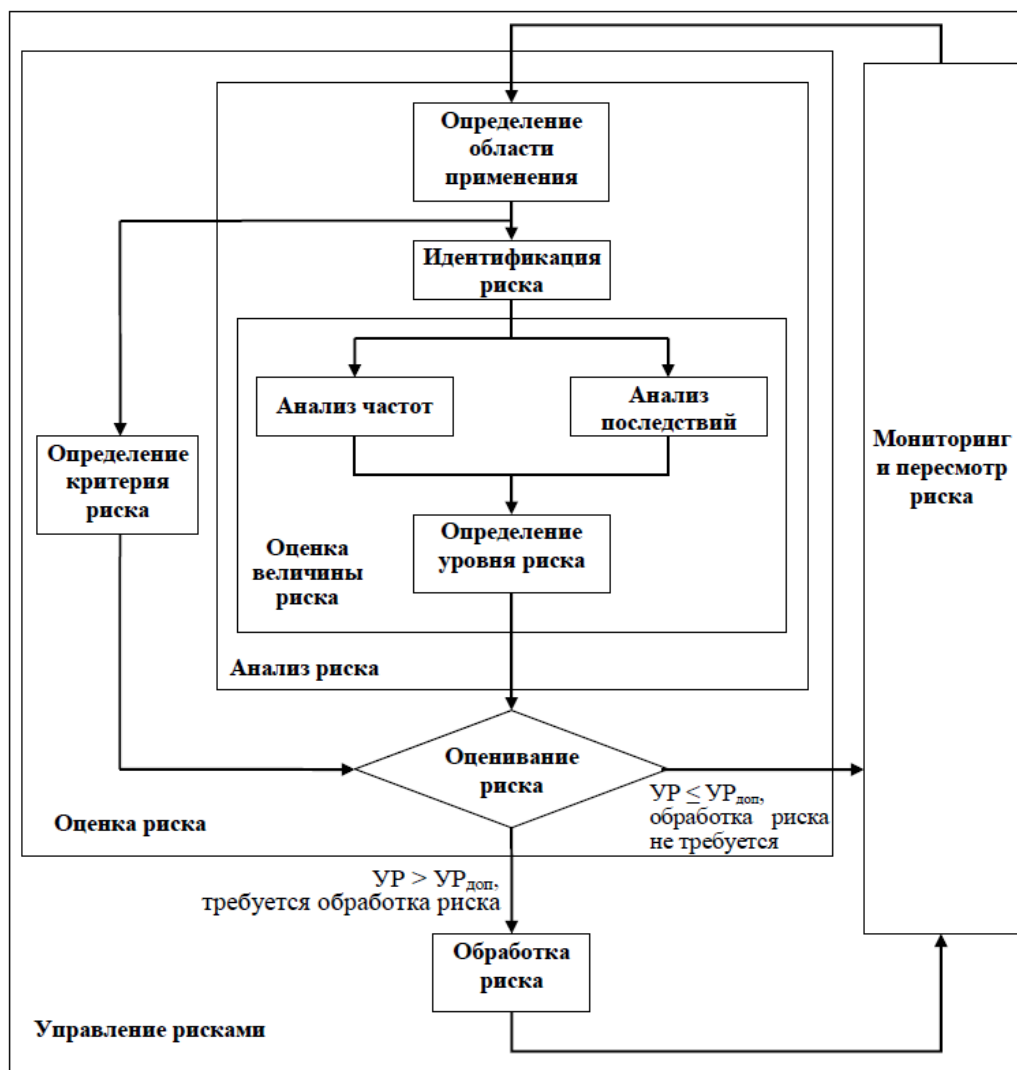 Определение
области
применения
Идентификация
риска
Анализ частот
Анализ
последствий
Определение
критерия
риска
Мониторинг
и пересмотр
риска
Определение
уровня риска
Оценка
величины
риска
Анализ риска
Оценивание
риска
УР ≤ УРдоп,
обработка риска
не требуется
Оценка риска
УР > УРдоп,
требуется обработка риска
Обработка
риска
Управление рисками